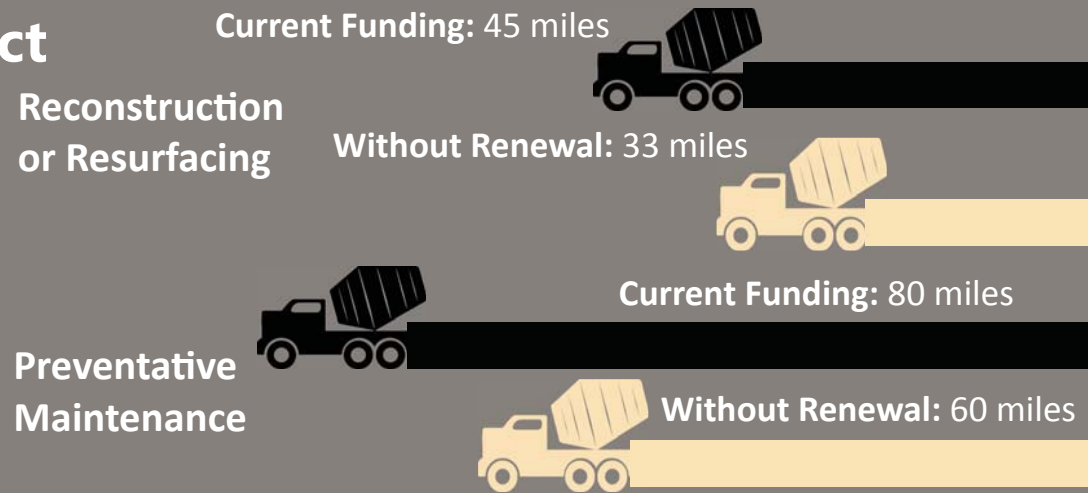 ct
Current Funding: 45 miles
Reconstruction
or Resurfacing
Without Renewal: 33 miles
Current Funding: 80 miles
Preventative
Maintenance
Without Renewal: 60 miles